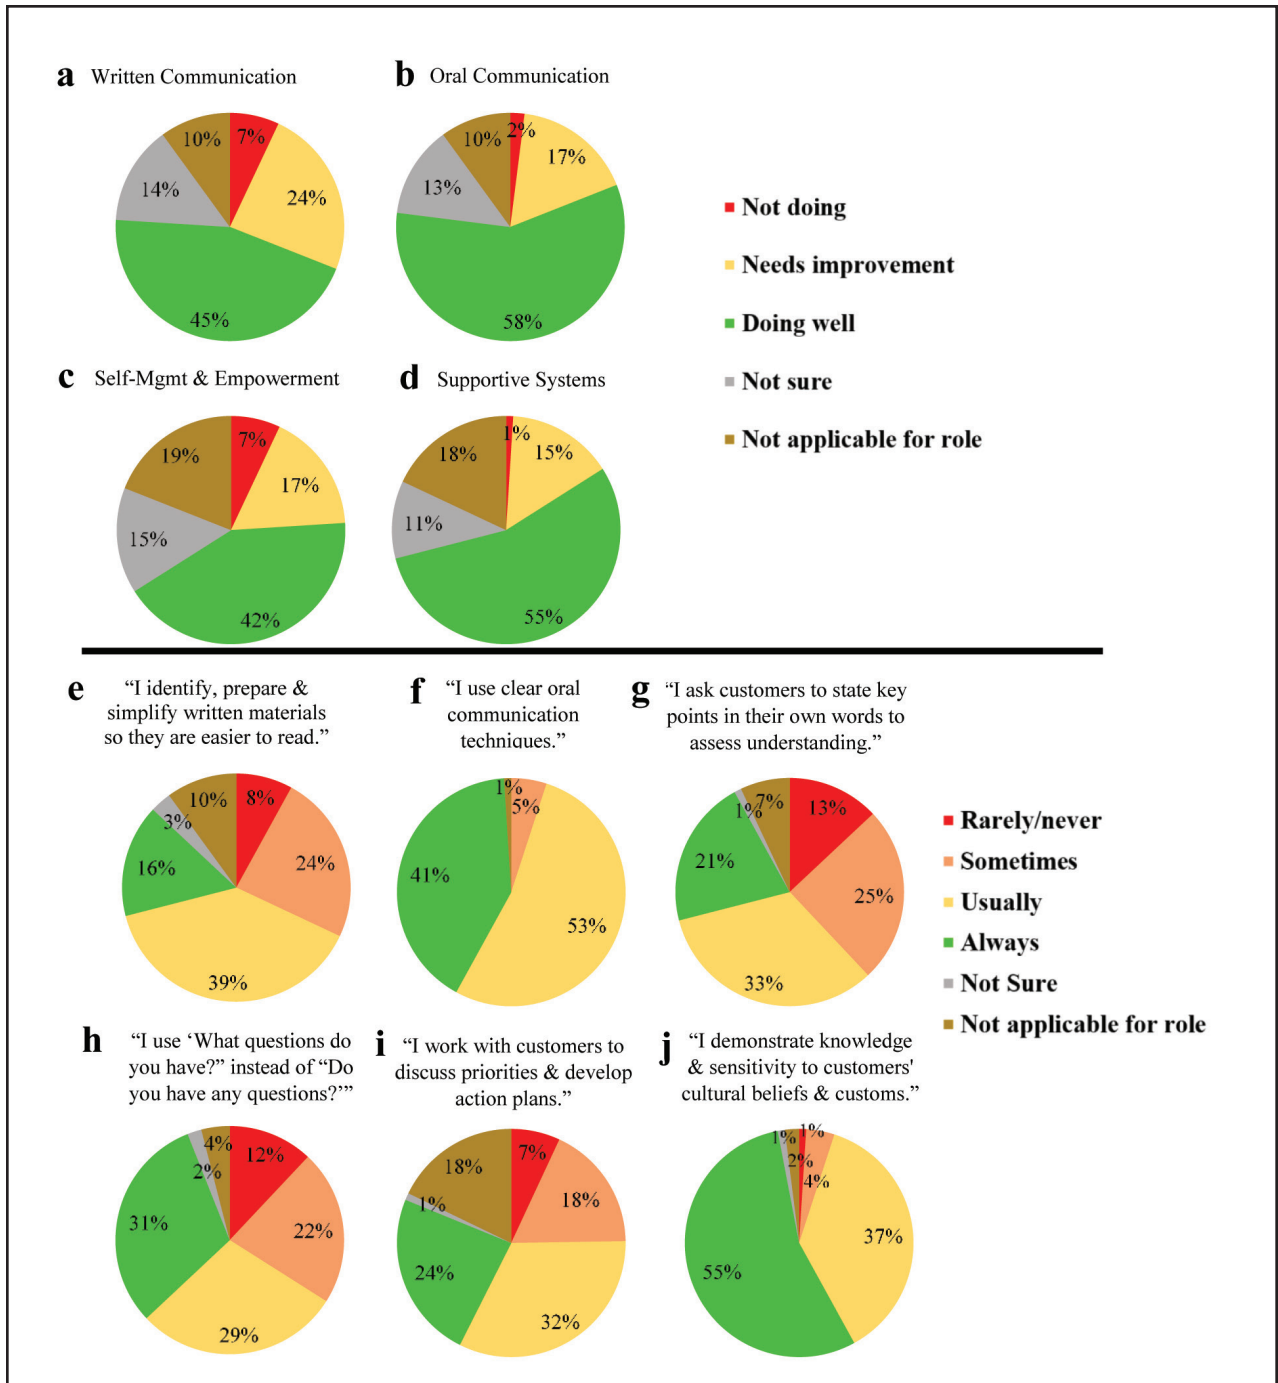 a Written Communication
b Oral Communication
7%
24%
45%
14%
10%
2%
17%
58%
13%
10%
Not doing
Needs improvement
Doing well
Not sure
Not applicable for role
c Self-Mgmt & Empowerment
d Supportive Systems
7%
17%
42%
15%
19%
1%
15%
55%
11%
18%
e “I identify, prepare &
simplify written materials
so they are easier to read.”
8%
24%
39%
16%
3%
10%
f “I use clear oral
communication
techniques.”
5%
53%
41%
1%
g “I ask customers to state key
points in their own words to
assess understanding.”
13%
25%
33%
21%
1%
7%
Rarely/never
Sometimes
Usually
Always
Not Sure
Not applicable for role
h “I use ‘What questions do
you have?” instead of “Do
you have any questions?’”
12%
22%
29%
31%
2%
4%
i “I work with customers to
discuss priorities & develop
action plans.”
7%
18%
32%
24%
1%
18%
j “I demonstrate knowledge
& sensitivity to customers'
cultural beliefs & customs.”
1%
4%
37%
55%
1%
2%